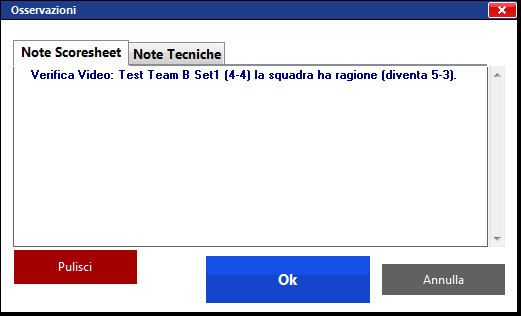 Osservazioni
Note Scoresheet Note Tecniche
Verifica Video: Test Team B Set1 (4-4) la squadra ha ragione (diventa 5-3).
Pulisci
Ok
Annulla